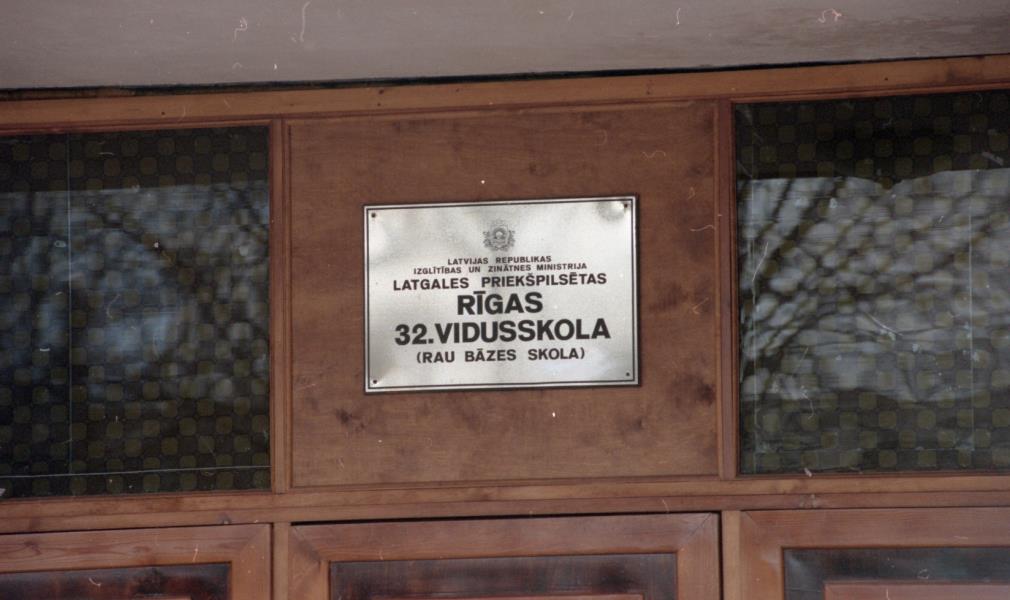 LATVIJAS REPUBLIKAS
IZGLĪTĪBAS UN ZINĀTNES MINISTRIJA
LATGALES PRIEKŠPILSĒTAS
RĪGAS
32.VIDUSSKOLA
(RAU BĀZES SKOLA)